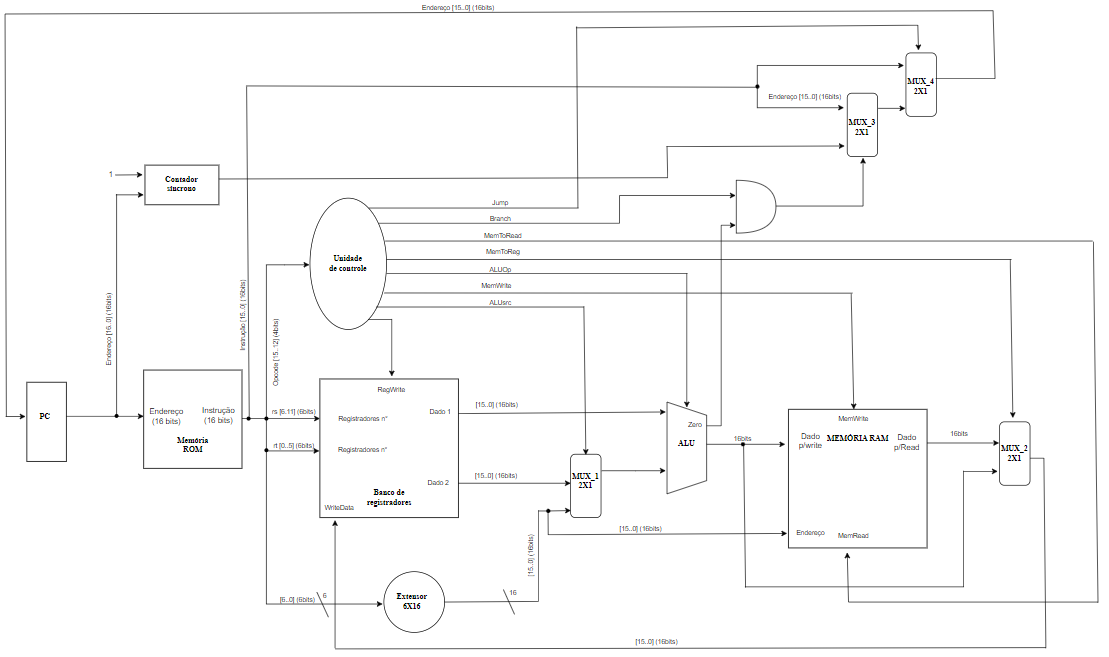 Endereço [15..0] (16bits)
MUX_4
2X1
Endereço [15..0] (16bits)
MUX_3
2X1
1
Contador
síncrono
Jump
Branch
MemToRead
MemToReg
ALUOp
MemWrite
ALUsrc
Unidade
de controle
Endereço [15..0] (16bits)
Instrução [15..0] (16bits)
Opcode [15..12] (4bits)
PC
Endereço
(16 bits)
Instrução
(16 bits)
Memória
ROM
rs [6.11] (6bits)
rt [0..5] (6bits)
RegWrite
Registradores n°
Registradores n°
Dado 1
Dado 2
Banco de
registradores
WriteData
[15..0] (16bits)
[15..0] (16bits)
MUX_1
2X1
Zero
ALU
16bits
MemWrite
Dado
p/write
MEMÓRIA RAM
Dado
p/Read
Endereço
MemRead
16bits
MUX_2
2X1
[15..0] (16bits)
[15..0] (16bits)
[6..0] (6bits)
6
Extensor
6X16
16
[15..0] (16bits)